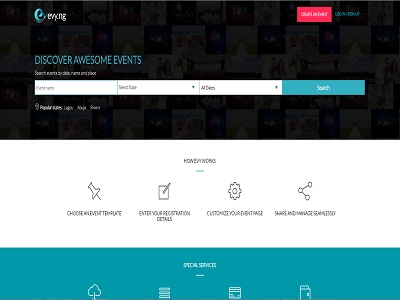 evy.ng
CREATE AN EVENT
LOG IN / SIGN UP
DISCOVER AWESOME EVENTS
Search events by date, name and place
Event name
Select State
All Dates
Search
Popular states: Lagos Abuja Rivers
HOW EVY WORKS
CHOOSE AN EVENT TEMPLATE
ENTER YOUR REGISTRATION
DETAILS
CUSTOMIZE YOUR EVENT PAGE
SHARE AND MANAGE SEAMLESSLY
SPECIAL SERVICES